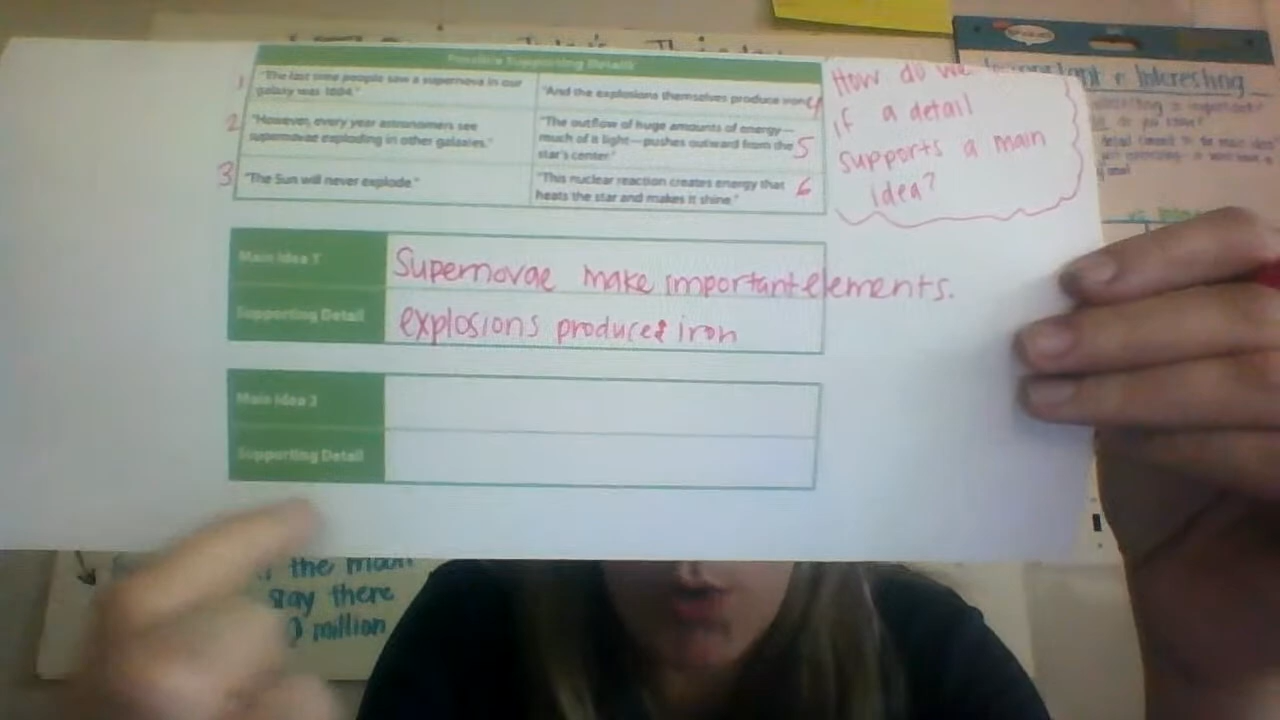 Possible Supporting Details
1 "The last time people saw a supernova in our
galaxy was 1604."
"And the explosions themselves produce iron." 4
2 "However, every year astronomers see
supernovae exploding in other galaxies."
"The outflow of huge amounts of energy—
much of it light—pushes outward from the
star's center." 5
3 "The Sun will never explode."
"This nuclear reaction creates energy that
heats the star and makes it shine." 6
How do we
if a detail
supports a main
idea?
Main Idea 1
Supernovae make important elements.
Supporting Detail
explosions produce iron
Main Idea 2
Supporting Detail
Important v. Interesting
the moon
say there
million